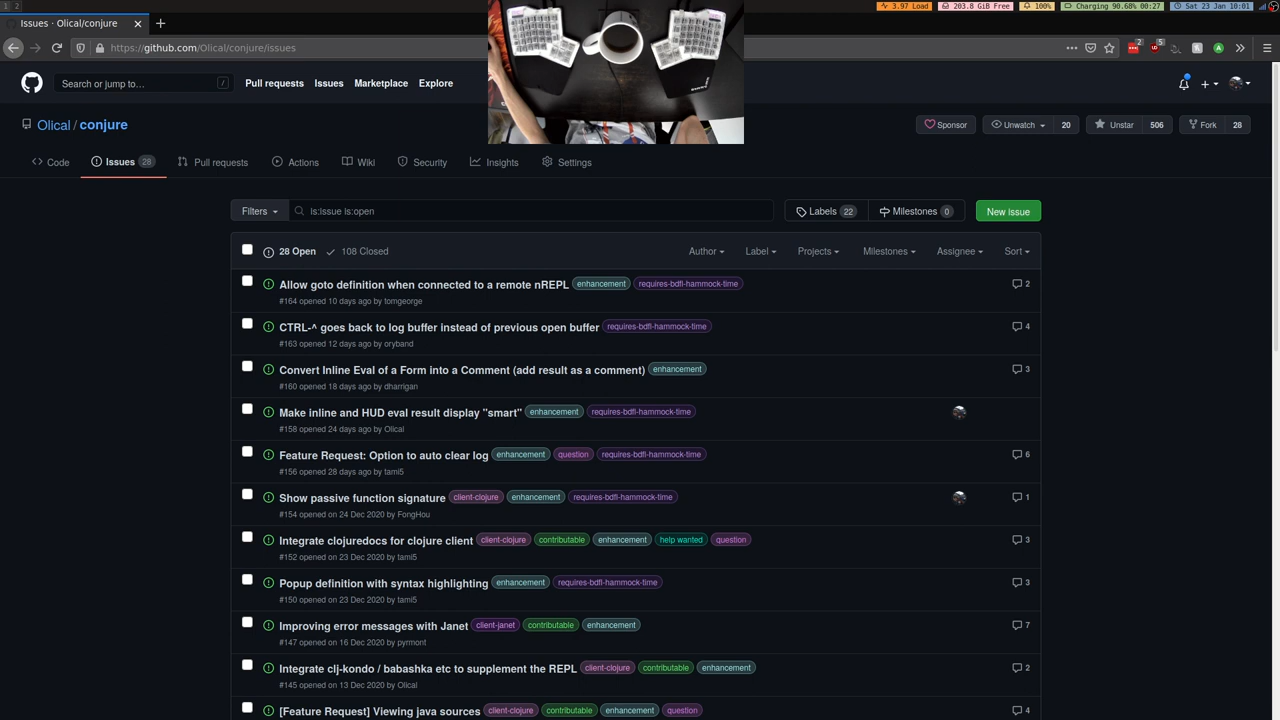 1 2
3.97 Load
203.8 GiB Free
100%
Charging 90.68% 00:27
Sat 23 Jan 10:01
Issues · Olical/conjure
https://github.com/Olical/conjure/issues
2
5
Search or jump to…
/
Pull requests
Issues
Marketplace
Explore
Olical / conjure
Sponsor
Unwatch
20
Unstar
506
Fork
28
Code
Issues 28
Pull requests
Actions
Wiki
Security
Insights
Settings
Filters
is:issue is:open
Labels 22
Milestones 0
New issue
28 Open
108 Closed
Author
Label
Projects
Milestones
Assignee
Sort
Allow goto definition when connected to a remote nREPL enhancement requires-bdfl-hammock-time 2
#164 opened 10 days ago by tomgeorge
CTRL-^ goes back to log buffer instead of previous open buffer requires-bdfl-hammock-time 4
#163 opened 12 days ago by oryband
Convert Inline Eval of a Form into a Comment (add result as a comment) enhancement 3
#160 opened 18 days ago by dharrigan
Make inline and HUD eval result display "smart" enhancement requires-bdfl-hammock-time
#158 opened 24 days ago by Olical
Feature Request: Option to auto clear log enhancement question requires-bdfl-hammock-time 6
#156 opened 28 days ago by tami5
Show passive function signature client-clojure enhancement requires-bdfl-hammock-time 1
#154 opened on 24 Dec 2020 by FongHou
Integrate clojuredocs for clojure client client-clojure contributable enhancement help wanted question 3
#152 opened on 23 Dec 2020 by tami5
Popup definition with syntax highlighting enhancement requires-bdfl-hammock-time 3
#150 opened on 23 Dec 2020 by tami5
Improving error messages with Janet client-janet contributable enhancement 7
#147 opened on 16 Dec 2020 by pyrmont
Integrate clj-kondo / babashka etc to supplement the REPL client-clojure contributable enhancement 2
#145 opened on 13 Dec 2020 by Olical
[Feature Request] Viewing java sources client-clojure contributable enhancement question 4